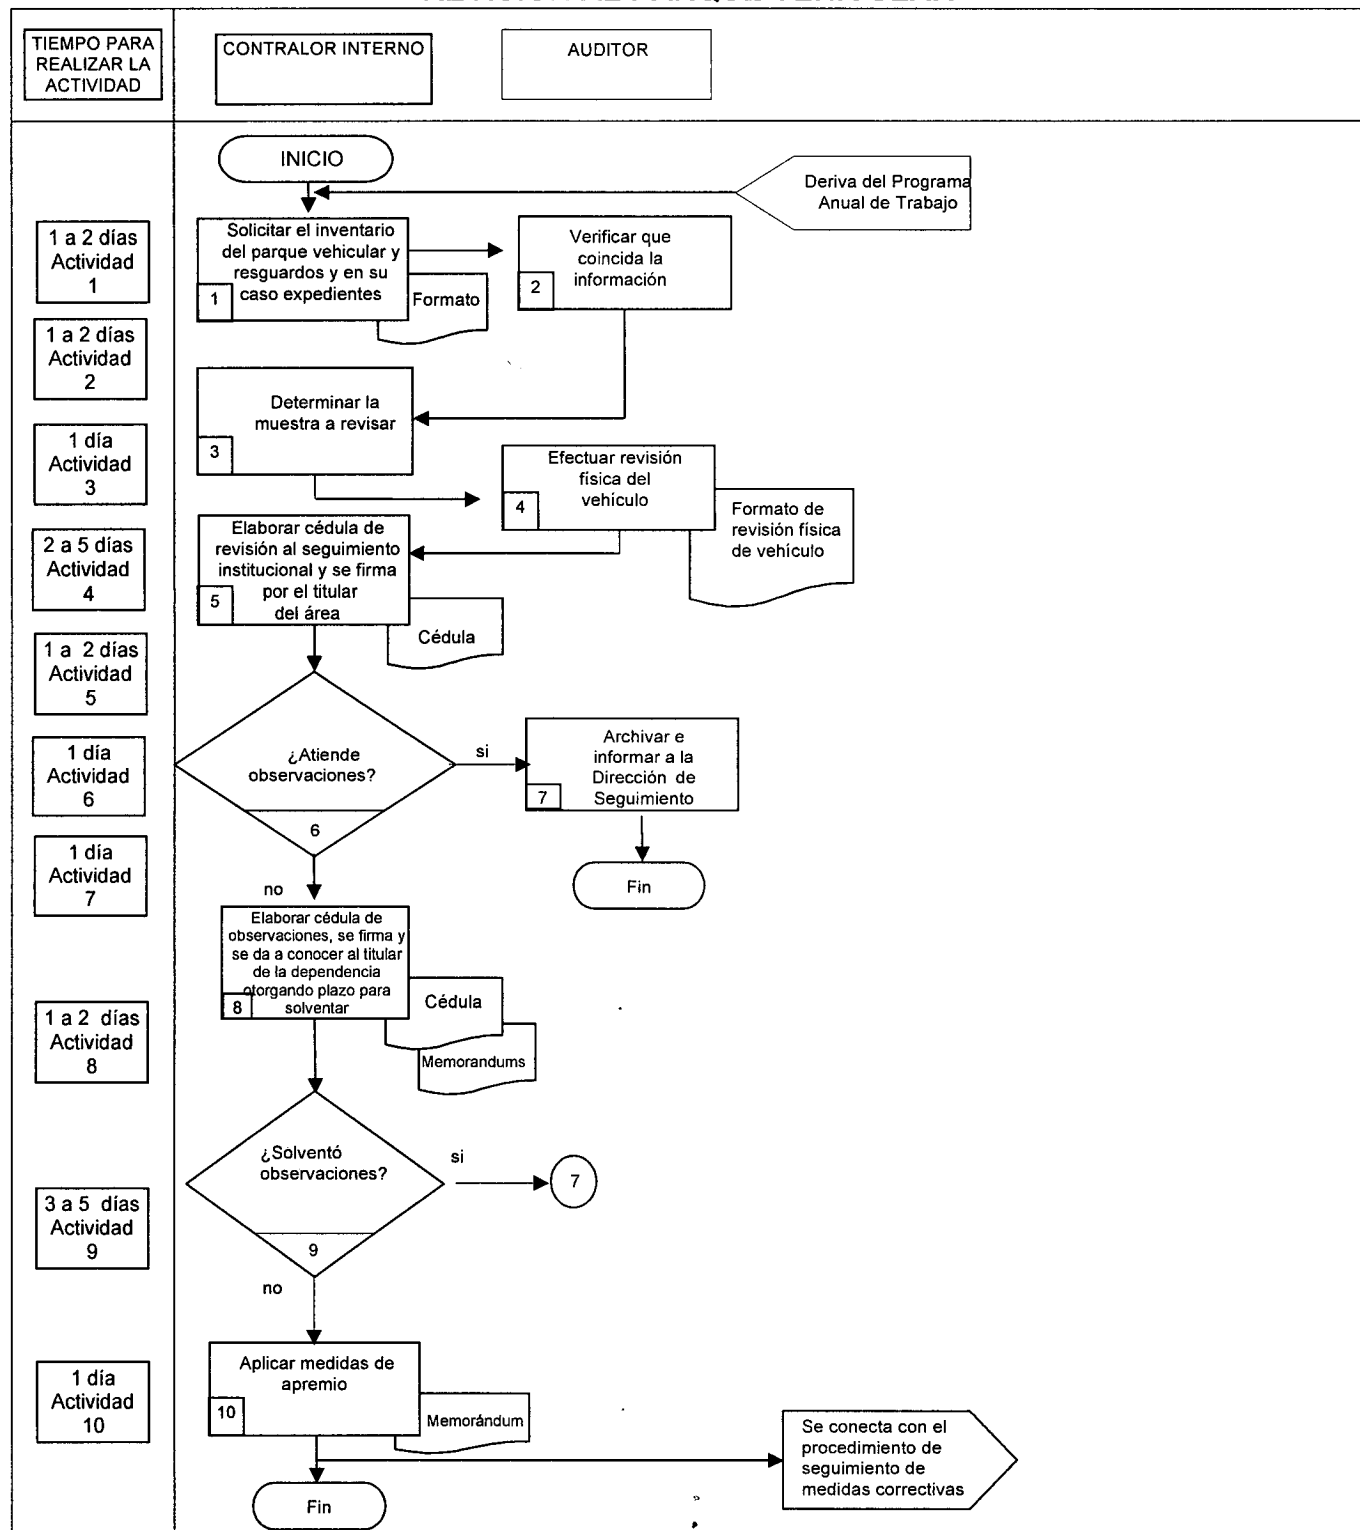 TIEMPO PARA
REALIZAR LA
ACTIVIDAD
CONTRALOR INTERNO
AUDITOR
INICIO
Deriva del Programa
Anual de Trabajo
1 a 2 días
Actividad
1
Solicitar el inventario
del parque vehicular y
resguardos y en su
caso expedientes
1
Formato
Verificar que
coincida la
información
2
1 a 2 días
Actividad
2
Determinar la
muestra a revisar
3
1 día
Actividad
3
Efectuar revisión
física del
vehículo
4
Formato de
revisión física
de vehículo
2 a 5 días
Actividad
4
Elaborar cédula de
revisión al seguimiento
institucional y se firma
por el titular
del área
5
Cédula
1 a 2 días
Actividad
5
¿Atiende
observaciones?
6
si
Archivar e
informar a la
Dirección de
Seguimiento
7
1 día
Actividad
6
Fin
1 día
Actividad
7
no
Elaborar cédula de
observaciones, se firma y
se da a conocer al titular
de la dependencia
otorgando plazo para
solventar
8
Cédula
Memorandums
1 a 2 días
Actividad
8
¿Solventó
observaciones?
9
si
7
3 a 5 días
Actividad
9
no
Aplicar medidas de
apremio
10
Memorándum
1 día
Actividad
10
Se conecta con el
procedimiento de
seguimiento de
medidas correctivas
Fin